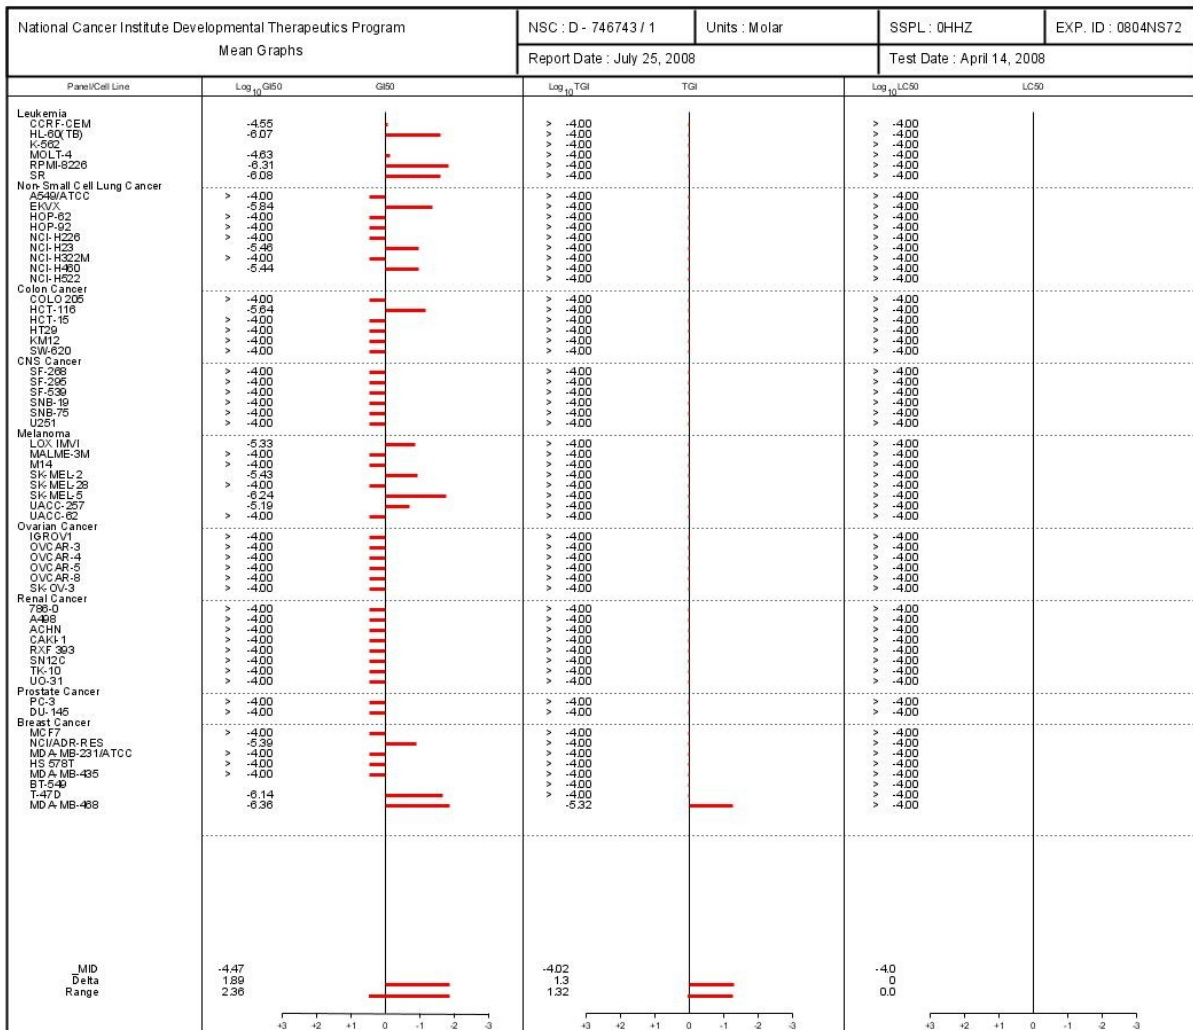 National Cancer Institute Developmental Therapeutics Program
Mean Graphs
NSC : D - 746743 / 1
Units : Molar
SSPL : 0HHZ
EXP. ID : 0804NS72
Report Date : July 25, 2008
Test Date : April 14, 2008
Panel/Cell Line Log10GI50 GI50 Log10TGI TGI Log10LC50 LC50
Leukemia
CCRF-CEM -4.55 > -4.00 > -4.00
HL-60(TB) -6.07 > -4.00 > -4.00
K-562 > -4.00 > -4.00
MOLT-4 -4.63 > -4.00 > -4.00
RPMI-8226 -6.31 > -4.00 > -4.00
SR -6.08 > -4.00 > -4.00
Non-Small Cell Lung Cancer
A549/ATCC > -4.00 > -4.00 > -4.00
EKVX -5.84 > -4.00 > -4.00
HOP-62 > -4.00 > -4.00 > -4.00
HOP-92 > -4.00 > -4.00 > -4.00
NCI-H226 > -4.00 > -4.00 > -4.00
NCI-H23 -5.46 > -4.00 > -4.00
NCI-H322M > -4.00 > -4.00 > -4.00
NCI-H460 -5.44 > -4.00 > -4.00
NCI-H522 > -4.00 > -4.00
Colon Cancer
COLO 205 > -4.00 > -4.00 > -4.00
HCT-116 -5.64 > -4.00 > -4.00
HCT-15 > -4.00 > -4.00 > -4.00
HT29 > -4.00 > -4.00 > -4.00
KM12 > -4.00 > -4.00 > -4.00
SW-620 > -4.00 > -4.00 > -4.00
CNS Cancer
SF-268 > -4.00 > -4.00 > -4.00
SF-295 > -4.00 > -4.00 > -4.00
SF-539 > -4.00 > -4.00 > -4.00
SNB-19 > -4.00 > -4.00 > -4.00
SNB-75 > -4.00 > -4.00 > -4.00
U251 > -4.00 > -4.00 > -4.00
Melanoma
LOX IMVI -5.33 > -4.00 > -4.00
MALME-3M > -4.00 > -4.00 > -4.00
M14 > -4.00 > -4.00 > -4.00
SK-MEL-2 -5.43 > -4.00 > -4.00
SK-MEL-28 > -4.00 > -4.00 > -4.00
SK-MEL-5 -6.24 > -4.00 > -4.00
UACC-257 -5.19 > -4.00 > -4.00
UACC-62 > -4.00 > -4.00 > -4.00
Ovarian Cancer
IGROV1 > -4.00 > -4.00 > -4.00
OVCAR-3 > -4.00 > -4.00 > -4.00
OVCAR-4 > -4.00 > -4.00 > -4.00
OVCAR-5 > -4.00 > -4.00 > -4.00
OVCAR-8 > -4.00 > -4.00 > -4.00
SK-OV-3 > -4.00 > -4.00 > -4.00
Renal Cancer
786-0 > -4.00 > -4.00 > -4.00
A498 > -4.00 > -4.00 > -4.00
ACHN > -4.00 > -4.00 > -4.00
CAKI-1 > -4.00 > -4.00 > -4.00
RXF 393 > -4.00 > -4.00 > -4.00
SN12C > -4.00 > -4.00 > -4.00
TK-10 > -4.00 > -4.00 > -4.00
UO-31 > -4.00 > -4.00 > -4.00
Prostate Cancer
PC-3 > -4.00 > -4.00 > -4.00
DU-145 > -4.00 > -4.00 > -4.00
Breast Cancer
MCF7 > -4.00 > -4.00 > -4.00
NCI/ADR-RES -5.39 > -4.00 > -4.00
MDA-MB-231/ATCC > -4.00 > -4.00 > -4.00
HS 578T > -4.00 > -4.00 > -4.00
MDA-MB-435 > -4.00 > -4.00 > -4.00
BT-549 > -4.00 > -4.00
T-47D -6.14 > -4.00 > -4.00
MDA-MB-468 -6.36 -5.32 > -4.00
_MID -4.47 -4.02 -4.0
Delta 1.89 1.3 0
Range 2.36 1.32 0.0
+3 +2 +1 0 -1 -2 -3 +3 +2 +1 0 -1 -2 -3 +3 +2 +1 0 -1 -2 -3